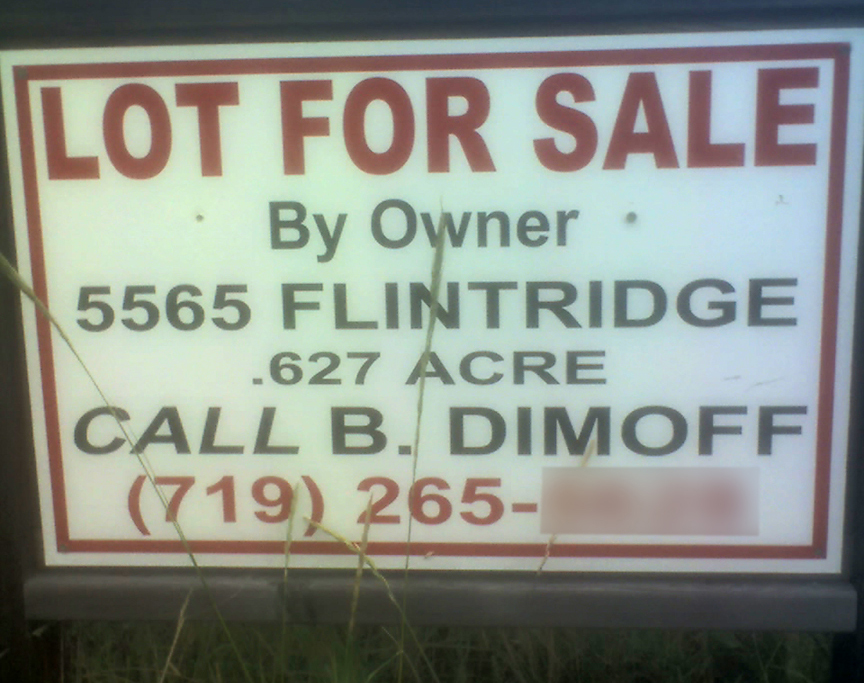 LOT FOR SALE
By Owner
5565 FLINTRIDGE
.627 ACRE
CALL B. DIMOFF
(719) 265-